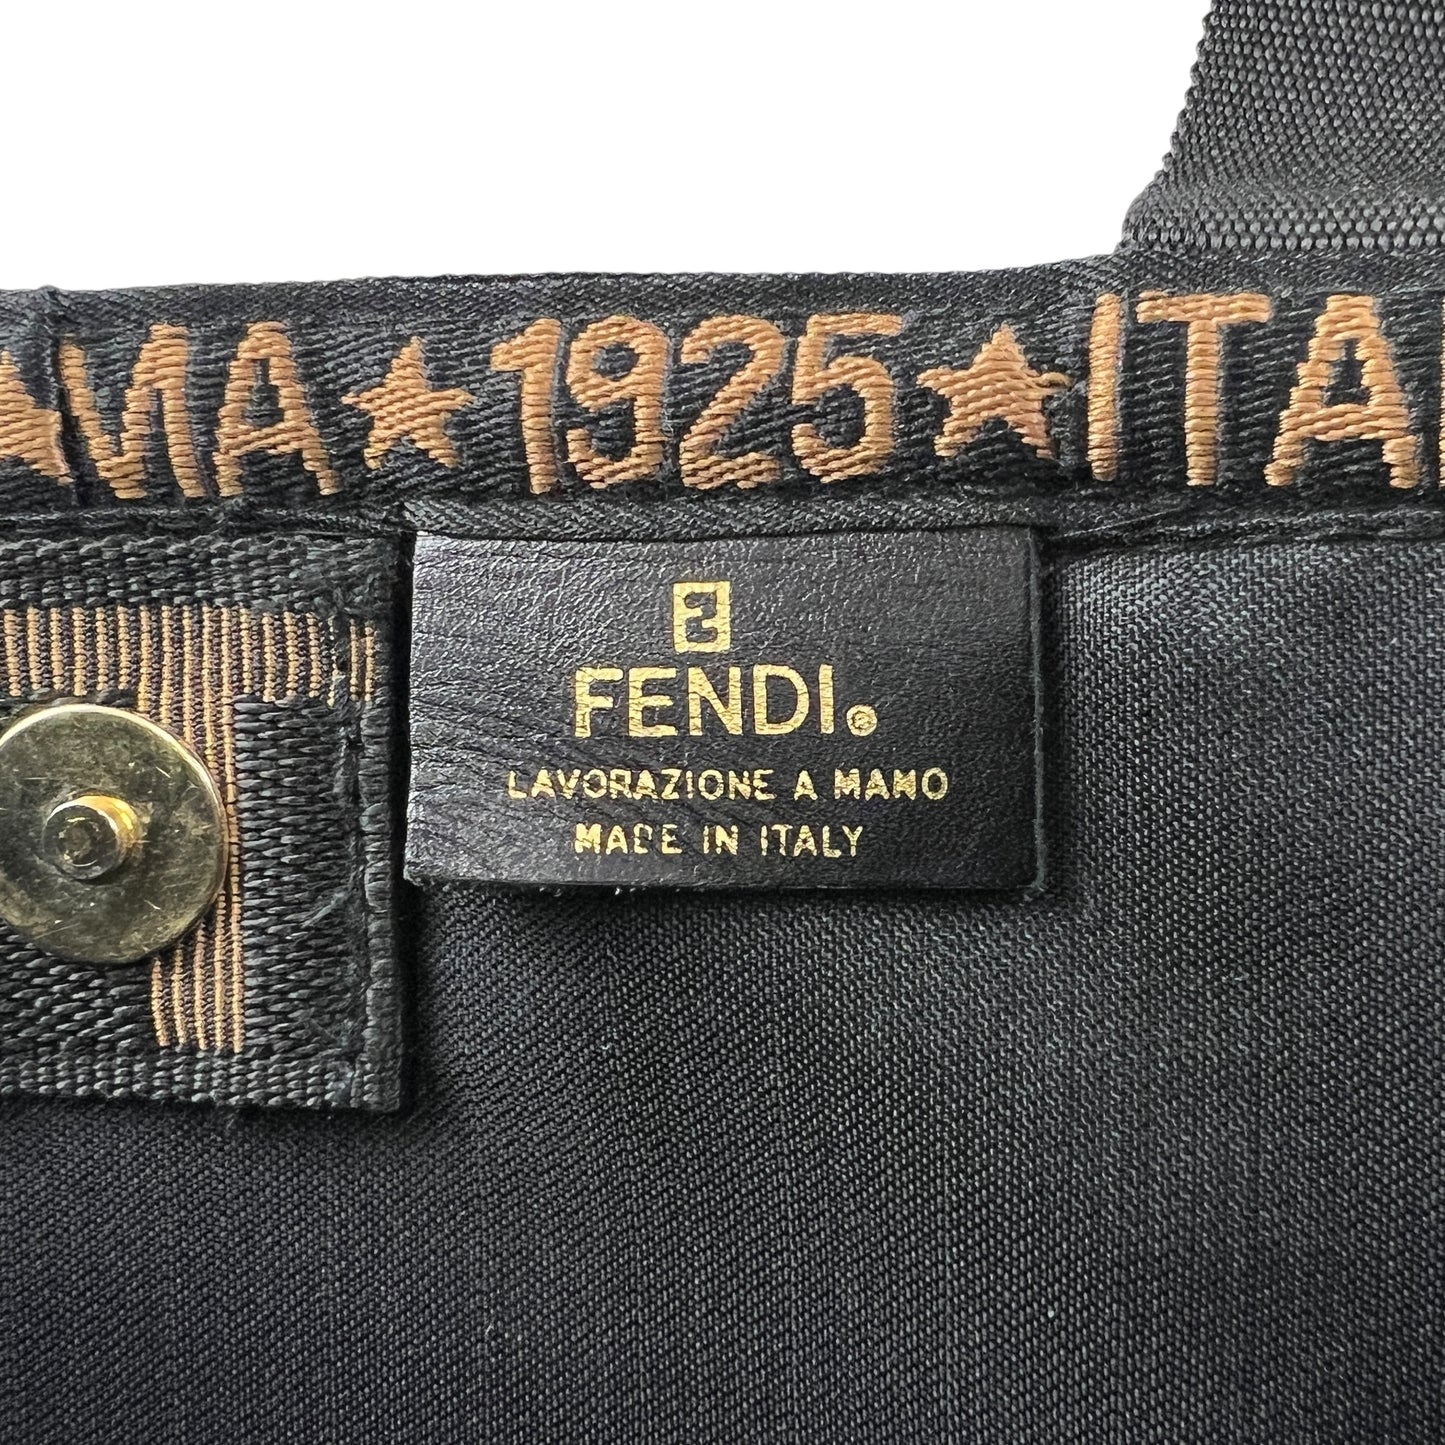 MA★1925★ITA
FENDI®
LAVORAZIONE A MANO
MADE IN ITALY